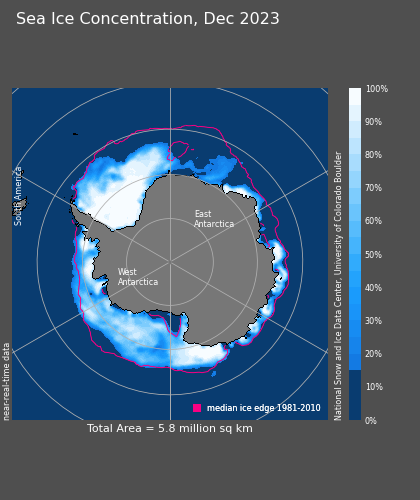 Sea Ice Concentration, Dec 2023
South America
East
Antarctica
West
Antarctica
near-real-time data
median ice edge 1981-2010
Total Area = 5.8 million sq km
National Snow and Ice Data Center, University of Colorado Boulder
100%
90%
80%
70%
60%
50%
40%
30%
20%
10%
0%